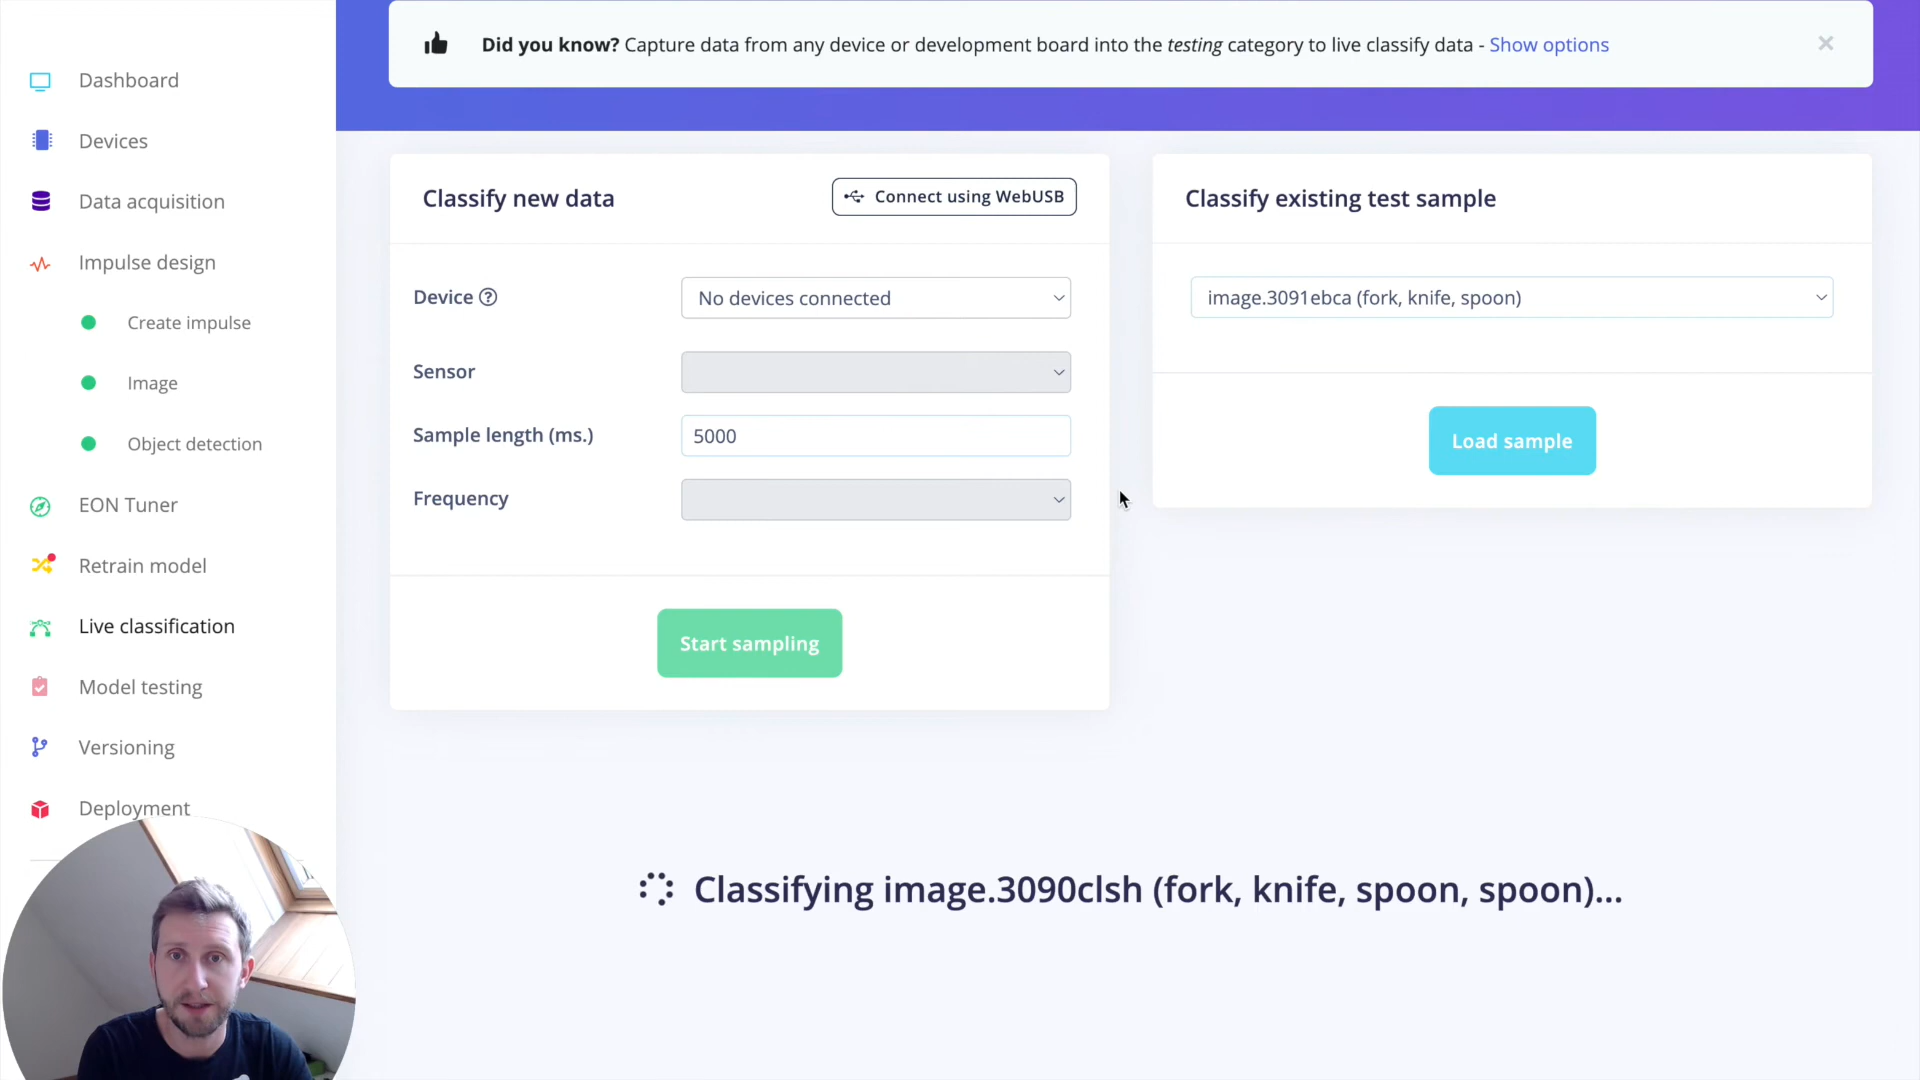 Did you know? Capture data from any device or development board into the testing category to live classify data - Show options
×
Dashboard
Devices
Data acquisition
Impulse design
Create impulse
Image
Object detection
EON Tuner
Retrain model
Live classification
Model testing
Versioning
Deployment
Classify new data
Connect using WebUSB
Device ?
No devices connected
Sensor
Sample length (ms.)
5000
Frequency
Start sampling
Classify existing test sample
image.3091ebca (fork, knife, spoon)
Load sample
Classifying image.3090clsh (fork, knife, spoon, spoon)...